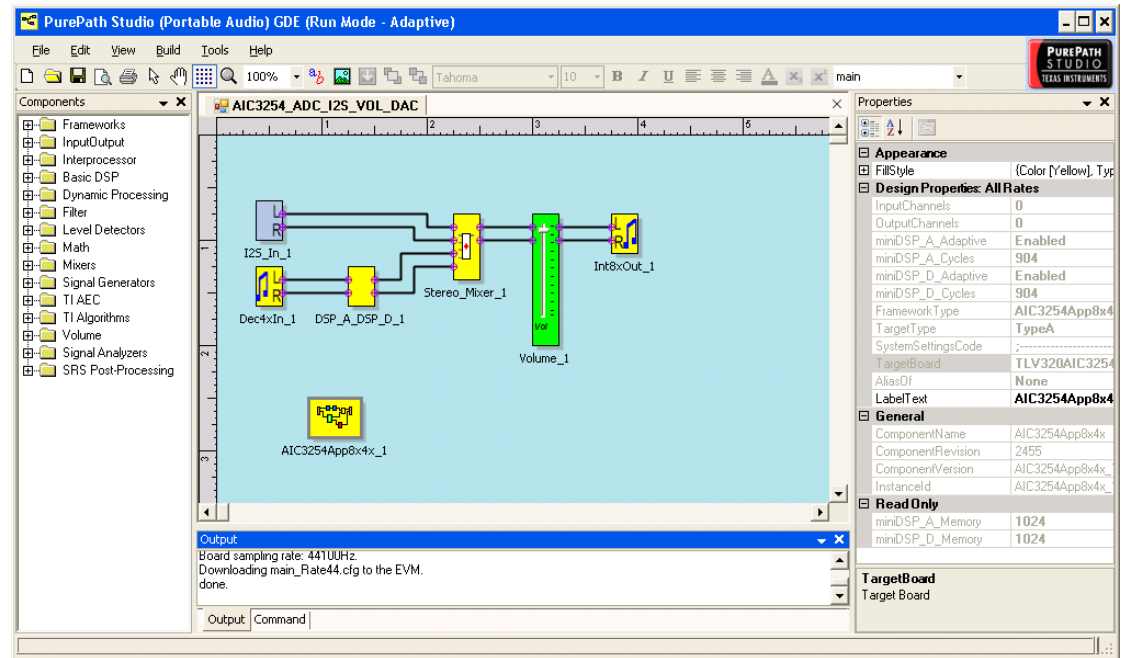 PurePath Studio (Portable Audio) GDE (Run Mode - Adaptive)
File Edit View Build Tools Help
PUREPATH
STUDIO
TEXAS INSTRUMENTS
100% ab Tahoma 10 B I U A x, x² main
Components
Frameworks
InputOutput
Interprocessor
Basic DSP
Dynamic Processing
Filter
Level Detectors
Math
Mixers
Signal Generators
TI AEC
TI Algorithms
Volume
Signal Analyzers
SRS Post-Processing
AIC3254_ADC_I2S_VOL_DAC
1 2 3 4 5
2
3
L
R
I2S_In_1
L
R
Dec4xIn_1
DSP_A_DSP_D_1
Stereo_Mixer_1
Vol
Volume_1
L
R
Int8xOut_1
AIC3254App8x4x_1
Output
Board sampling rate: 44100Hz.
Downloading main_Rate44.cfg to the EVM.
done.
Output Command
Properties
Appearance
FillStyle {Color [Yellow], Typ
Design Properties: All Rates
InputChannels 0
OutputChannels 0
miniDSP_A_Adaptive Enabled
miniDSP_A_Cycles 904
miniDSP_D_Adaptive Enabled
miniDSP_D_Cycles 904
FrameworkType AIC3254App8x4
TargetType TypeA
SystemSettingsCode ;--------------------
TargetBoard TLV320AIC3254
AliasOf None
LabelText AIC3254App8x4
General
ComponentName AIC3254App8x4x
ComponentRevision 2455
ComponentVersion AIC3254App8x4x_
InstanceId AIC3254App8x4x_
Read Only
miniDSP_A_Memory 1024
miniDSP_D_Memory 1024
TargetBoard
Target Board